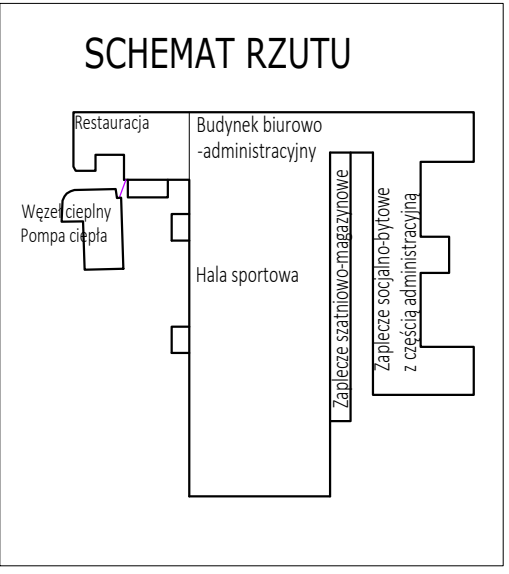 SCHEMAT RZUTU
Restauracja
Budynek biurowo
-administracyjny
Węzeł cieplny
Pompa ciepła
Hala sportowa
Zaplecze szatniowo-magazynowe
Zaplecze socjalno-bytowe
z częścią administracyjną